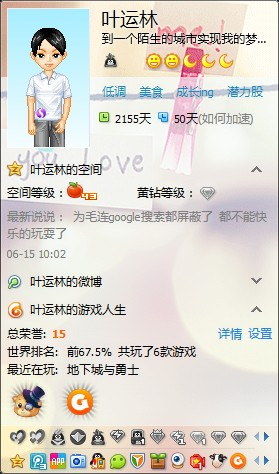 叶运林
到一个陌生的城市实现我的梦...
低调 美食 成长ing 潜力股
2155天 50天(如何加速)
you Love
叶运林的空间
空间等级: 黄钻等级:
最新说说: 为毛连google搜索都屏蔽了 都不能快乐的玩耍了
06-15 10:02
叶运林的微博
叶运林的游戏人生
总荣誉: 15 详情 设置
世界排名: 前67.5% 共玩了6款游戏
最近在玩: 地下城与勇士